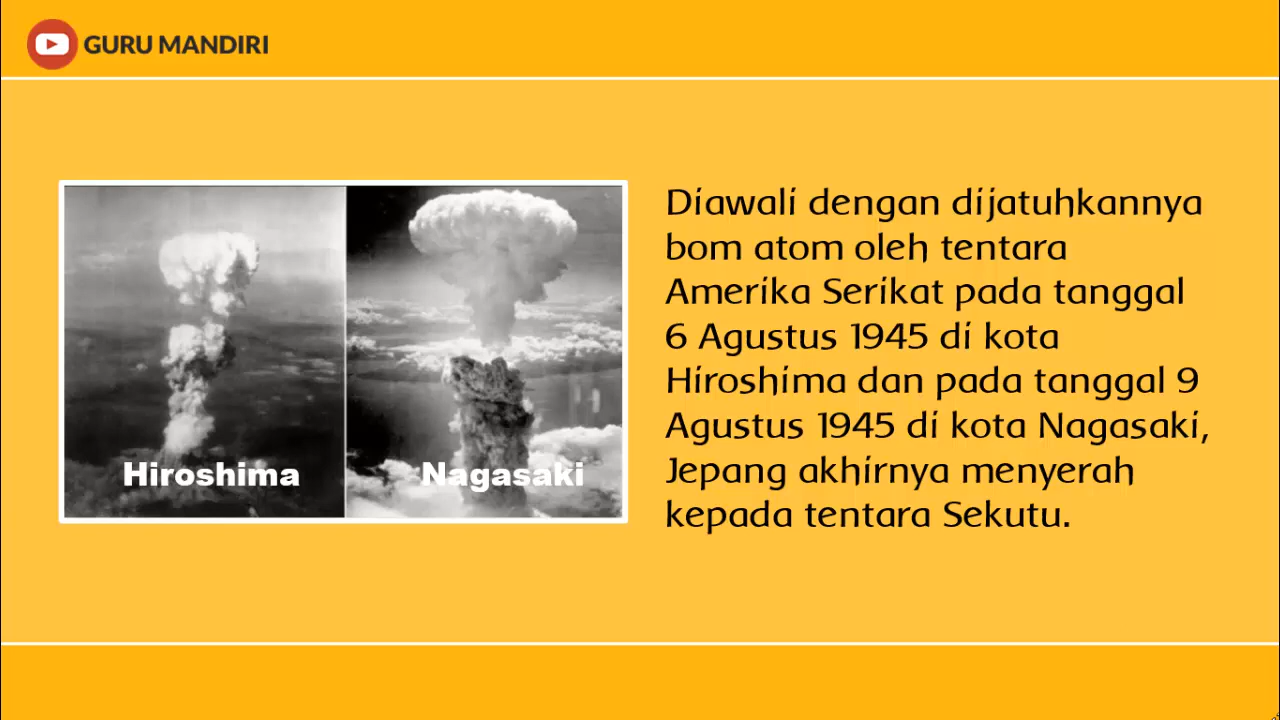 GURU MANDIRI
Hiroshima
Nagasaki
Diawali dengan dijatuhkannya
bom atom oleh tentara
Amerika Serikat pada tanggal
6 Agustus 1945 di kota
Hiroshima dan pada tanggal 9
Agustus 1945 di kota Nagasaki,
Jepang akhirnya menyerah
kepada tentara Sekutu.